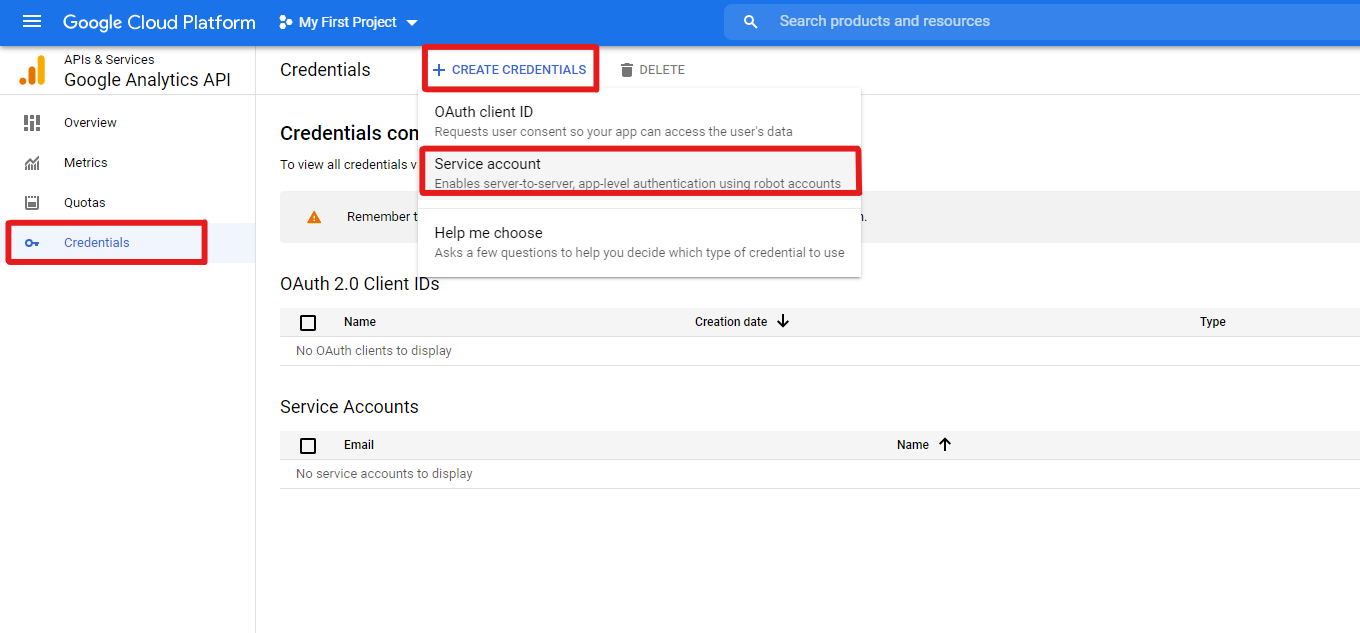 Google Cloud Platform
My First Project
Search products and resources
APIs & Services
Google Analytics API
Overview
Metrics
Quotas
Credentials
Credentials
CREATE CREDENTIALS
DELETE
OAuth client ID
Requests user consent so your app can access the user's data
Service account
Enables server-to-server, app-level authentication using robot accounts
Help me choose
Asks a few questions to help you decide which type of credential to use
Credentials
To view all credentials
Remember
OAuth 2.0 Client IDs
Name Creation date Type
No OAuth clients to display
Service Accounts
Email Name
No service accounts to display